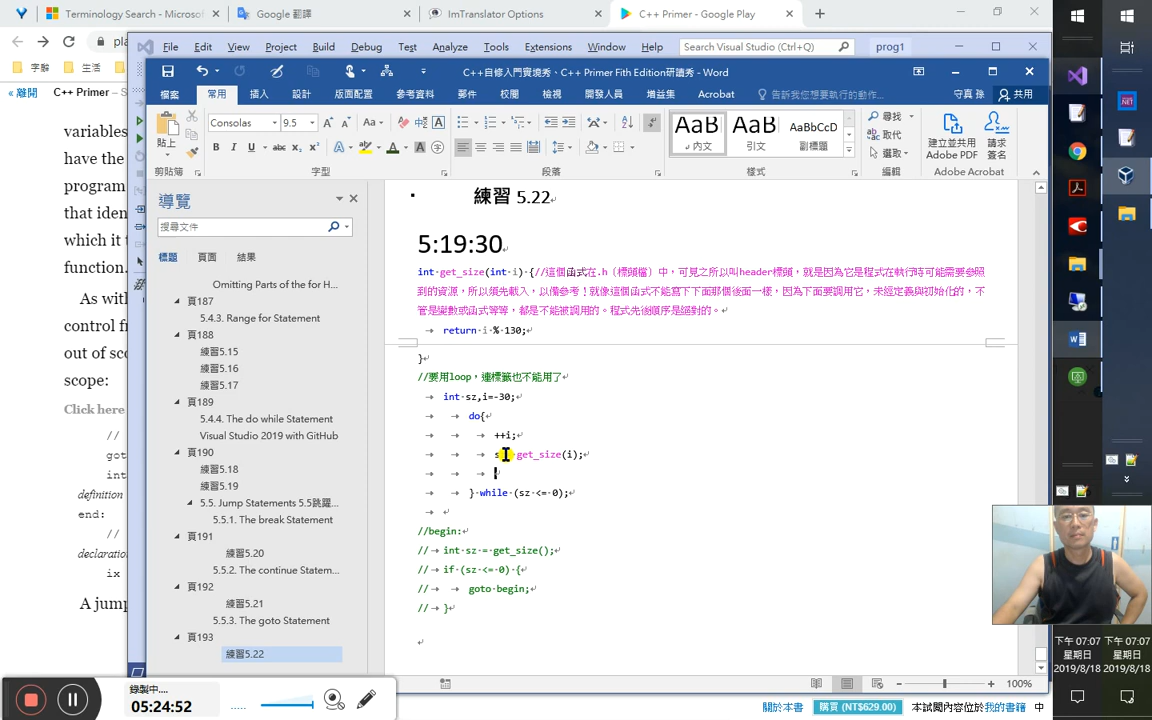 Terminology Search - Microsof
Google 翻譯
ImTranslator Options
C++ Primer - Google Play
File Edit View Project Build Debug Test Analyze Tools Extensions Window Help Search Visual Studio (Ctrl+Q) prog1
字辭 生活
C++自修入門實境秀、C++ Primer Fith Edition研讀秀 - Word
檔案 常用 插入 設計 版面配置 參考資料 郵件 校閱 檢視 開發人員 增益集 Acrobat 告訴我您想要執行的動作... 守真 孫 共用
«離開 C++ Primer – S
貼上
Consolas 9.5
AaB AaB AaBbCcD
內文 引文 副標題
尋找
取代
選取
建立並共用 Adobe PDF
請求 簽名
剪貼簿 字型 段落 樣式 編輯 Adobe Acrobat
variables
have the
program
that iden
which it t
function.
As with
control fr
out of sco
scope:
Click here
//
got
int
definition
end:
//
declaration
ix
A jump
導覽
搜尋文件
標題 頁面 結果
Omitting Parts of the for H...
頁187
5.4.3. Range for Statement
頁188
練習5.15
練習5.16
練習5.17
頁189
5.4.4. The do while Statement
Visual Studio 2019 with GitHub
頁190
練習5.18
練習5.19
5.5. Jump Statements 5.5跳躍...
5.5.1. The break Statement
頁191
練習5.20
5.5.2. The continue Statem...
頁192
練習5.21
5.5.3. The goto Statement
頁193
練習5.22
練習 5.22
5:19:30
int get_size(int i) {//這個函式在.h（標頭檔）中，可見之所以叫header標頭，就是因為它是程式在執行時可能需要參照
到的資源，所以須先載入，以備參考！就像這個函式不能寫下下面那個後面一樣，因為下面要調用它，未經定義與初始化的，不
管是變數或函式等等，都是不能被調用的。程式先後順序是絕對的。
return i % 130;
}
//要用loop，連標籤也不能用了
int sz,i=-30;
do{
++i;
get_size(i);
} while (sz <= 0);
//begin:
// int sz = get_size();
// if (sz <= 0) {
// goto begin;
// }
100%
錄製中....
05:24:52
關於本書 購買 (NT$629.00) 本試閱內容位於我的書籍 中
下午 07:07 下午 07:07
星期日 星期日
2019/8/18 2019/8/18